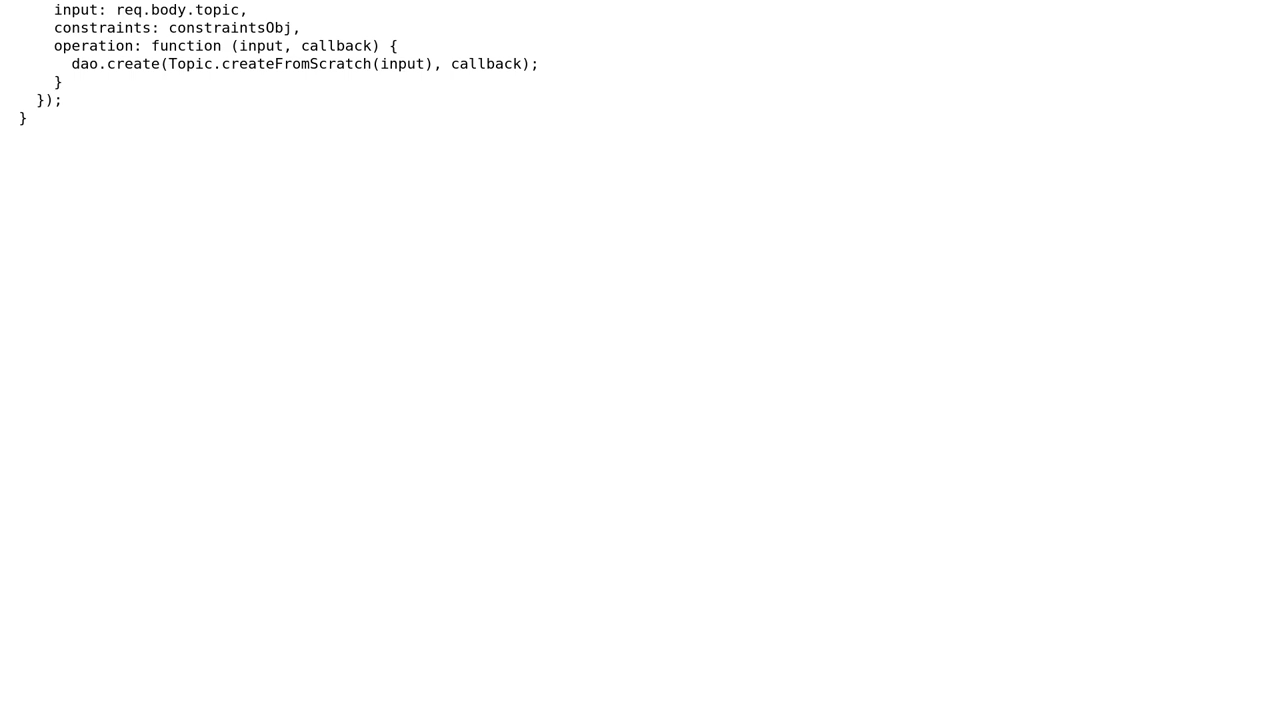 input: req.body.topic,
    constraints: constraintsObj,
    operation: function (input, callback) {
      dao.create(Topic.createFromScratch(input), callback);
    }
  });
}